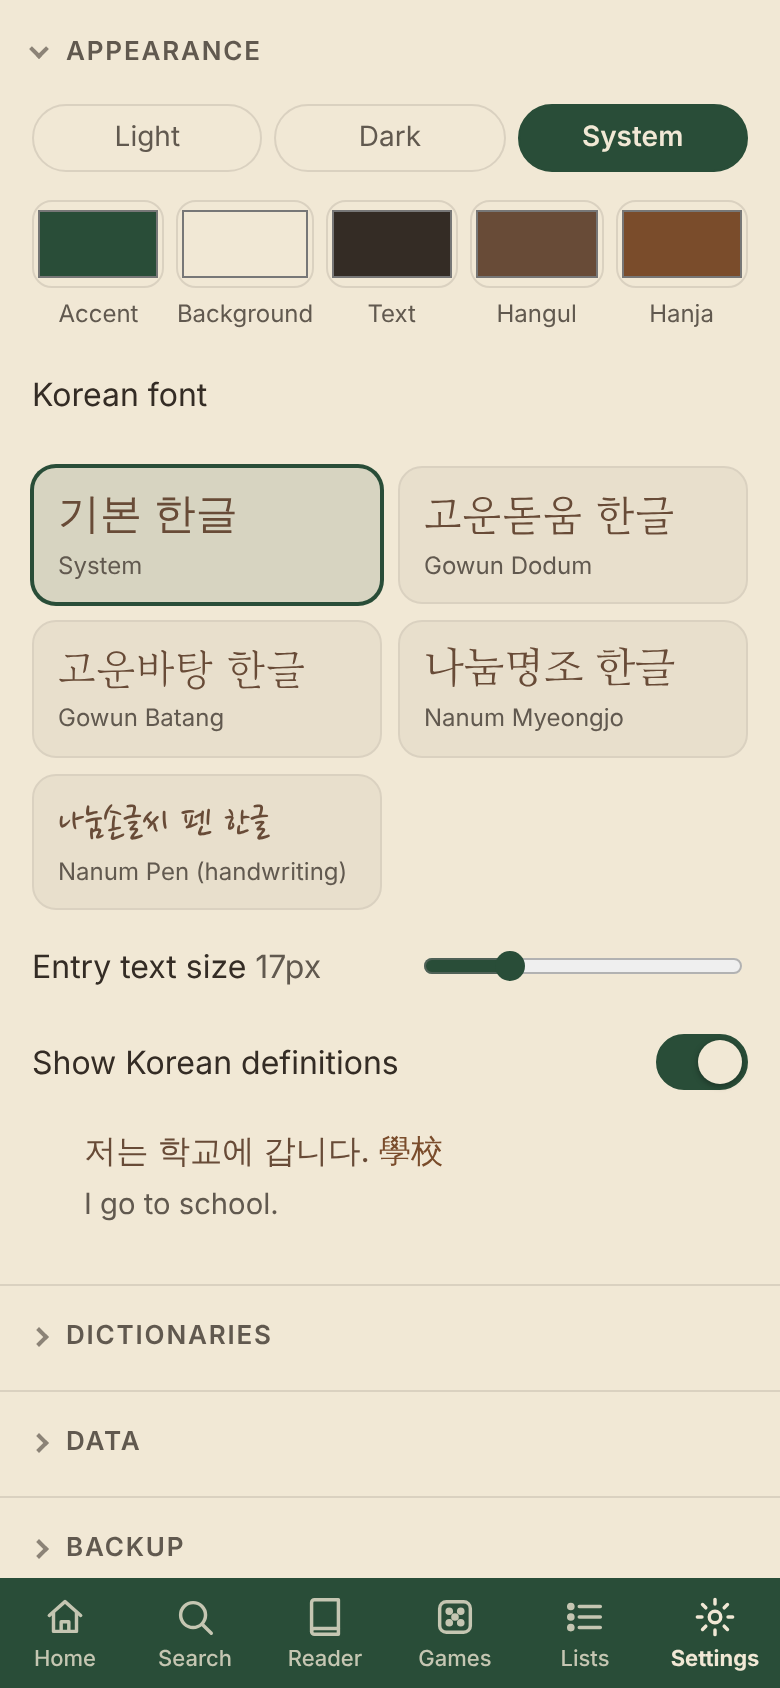 APPEARANCE
Light Dark System
Accent Background Text Hangul Hanja
Korean font
기본 한글
System
고운돋움 한글
Gowun Dodum
고운바탕 한글
Gowun Batang
나눔명조 한글
Nanum Myeongjo
나눔손글씨 펜 한글
Nanum Pen (handwriting)
Entry text size 17px
Show Korean definitions
저는 학교에 갑니다. 學校
I go to school.
DICTIONARIES
DATA
BACKUP
Home Search Reader Games Lists Settings